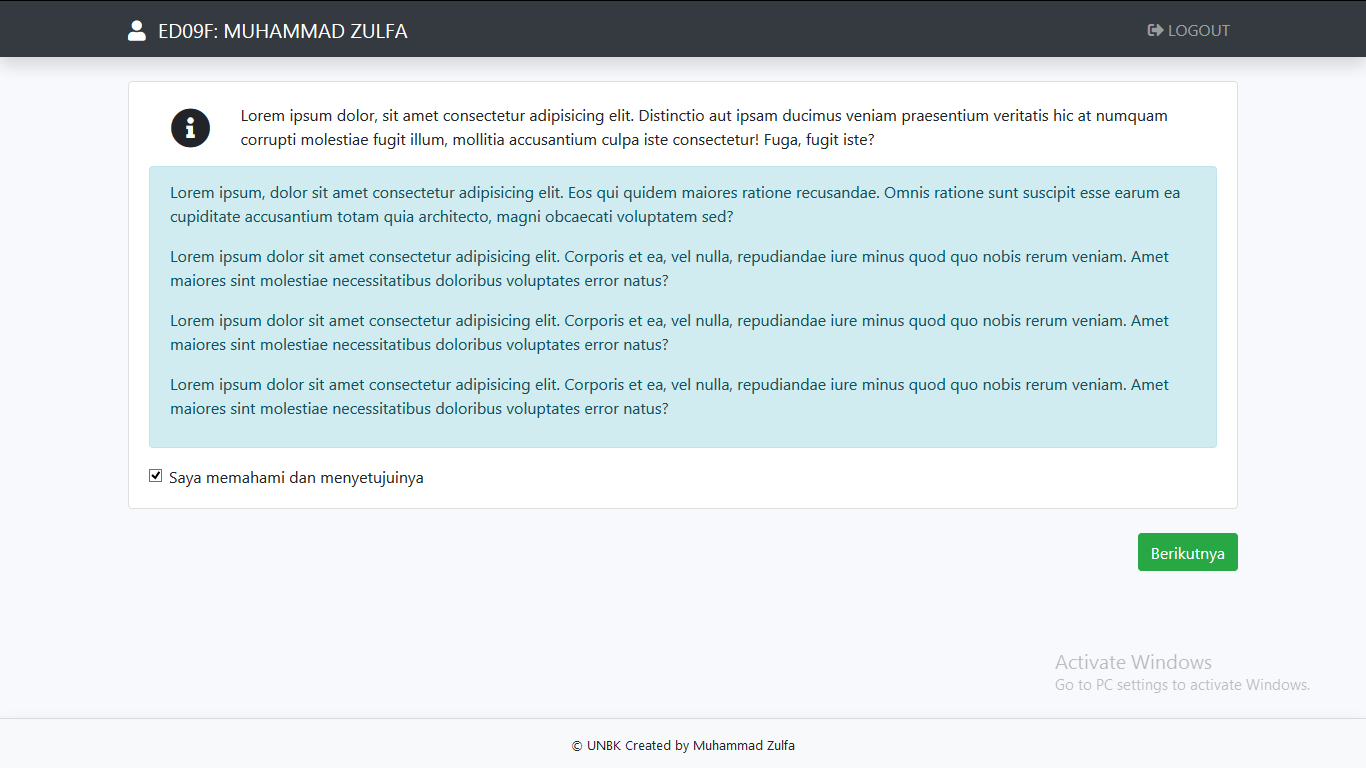 ED09F: MUHAMMAD ZULFA
LOGOUT
Lorem ipsum dolor, sit amet consectetur adipisicing elit. Distinctio aut ipsam ducimus veniam praesentium veritatis hic at numquam
corrupti molestiae fugit illum, mollitia accusantium culpa iste consectetur! Fuga, fugit iste?
Lorem ipsum, dolor sit amet consectetur adipisicing elit. Eos qui quidem maiores ratione recusandae. Omnis ratione sunt suscipit esse earum ea
cupiditate accusantium totam quia architecto, magni obcaecati voluptatem sed?
Lorem ipsum dolor sit amet consectetur adipisicing elit. Corporis et ea, vel nulla, repudiandae iure minus quod quo nobis rerum veniam. Amet
maiores sint molestiae necessitatibus doloribus voluptates error natus?
Lorem ipsum dolor sit amet consectetur adipisicing elit. Corporis et ea, vel nulla, repudiandae iure minus quod quo nobis rerum veniam. Amet
maiores sint molestiae necessitatibus doloribus voluptates error natus?
Lorem ipsum dolor sit amet consectetur adipisicing elit. Corporis et ea, vel nulla, repudiandae iure minus quod quo nobis rerum veniam. Amet
maiores sint molestiae necessitatibus doloribus voluptates error natus?
Saya memahami dan menyetujuinya
Berikutnya
Activate Windows
Go to PC settings to activate Windows.
© UNBK Created by Muhammad Zulfa